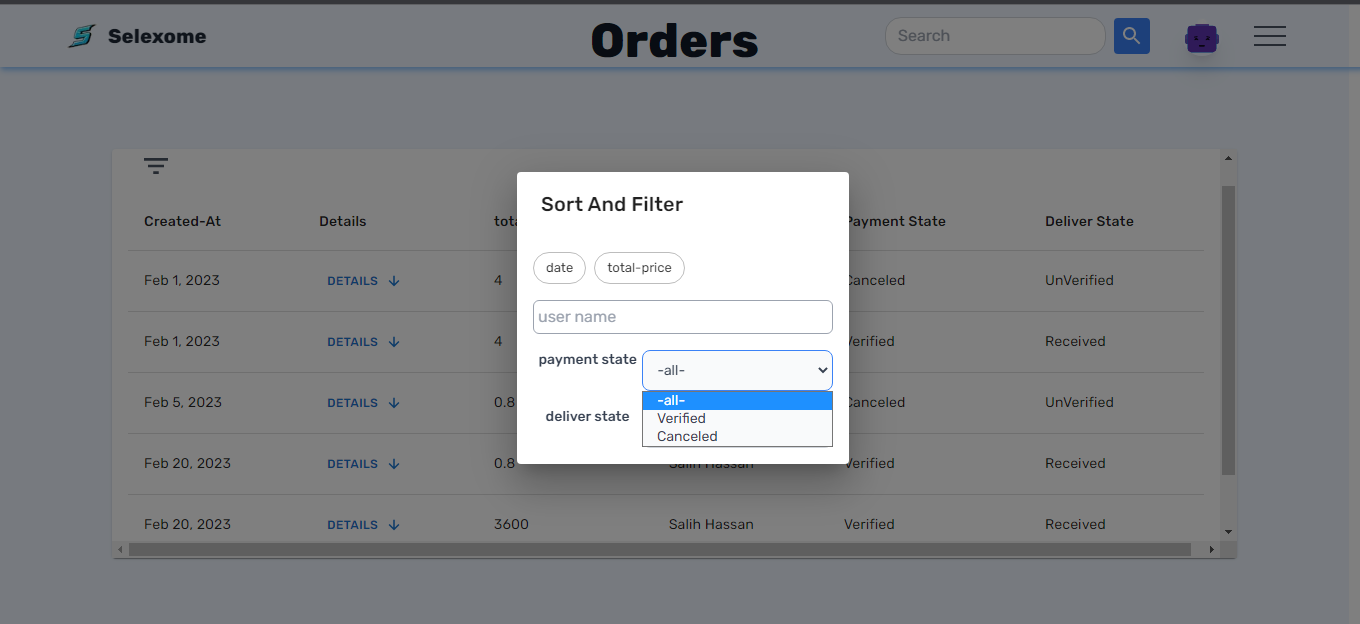 Selexome
Orders
Search
Sort And Filter
Created-At Details Payment State Deliver State
date total-price
Feb 1, 2023 DETAILS 4 Canceled UnVerified
user name
Feb 1, 2023 DETAILS 4 Verified Received
payment state -all-
-all-
Feb 5, 2023 DETAILS 0.8 Canceled UnVerified
deliver state Verified
Canceled
Feb 20, 2023 DETAILS 0.8 Salih Hassan Verified Received
Feb 20, 2023 DETAILS 3600 Salih Hassan Verified Received